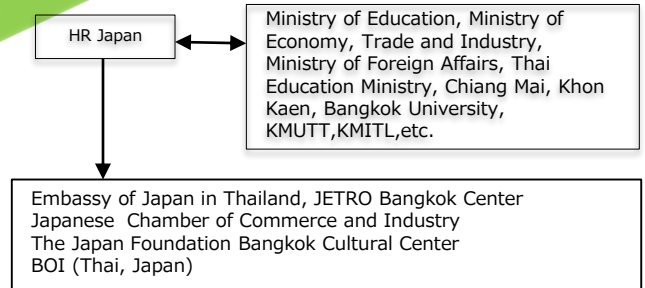 HR Japan
Ministry of Education, Ministry of
Economy, Trade and Industry,
Ministry of Foreign Affairs, Thai
Education Ministry, Chiang Mai, Khon
Kaen, Bangkok University,
KMUTT,KMITL,etc.
Embassy of Japan in Thailand, JETRO Bangkok Center
Japanese Chamber of Commerce and Industry
The Japan Foundation Bangkok Cultural Center
BOI (Thai, Japan)